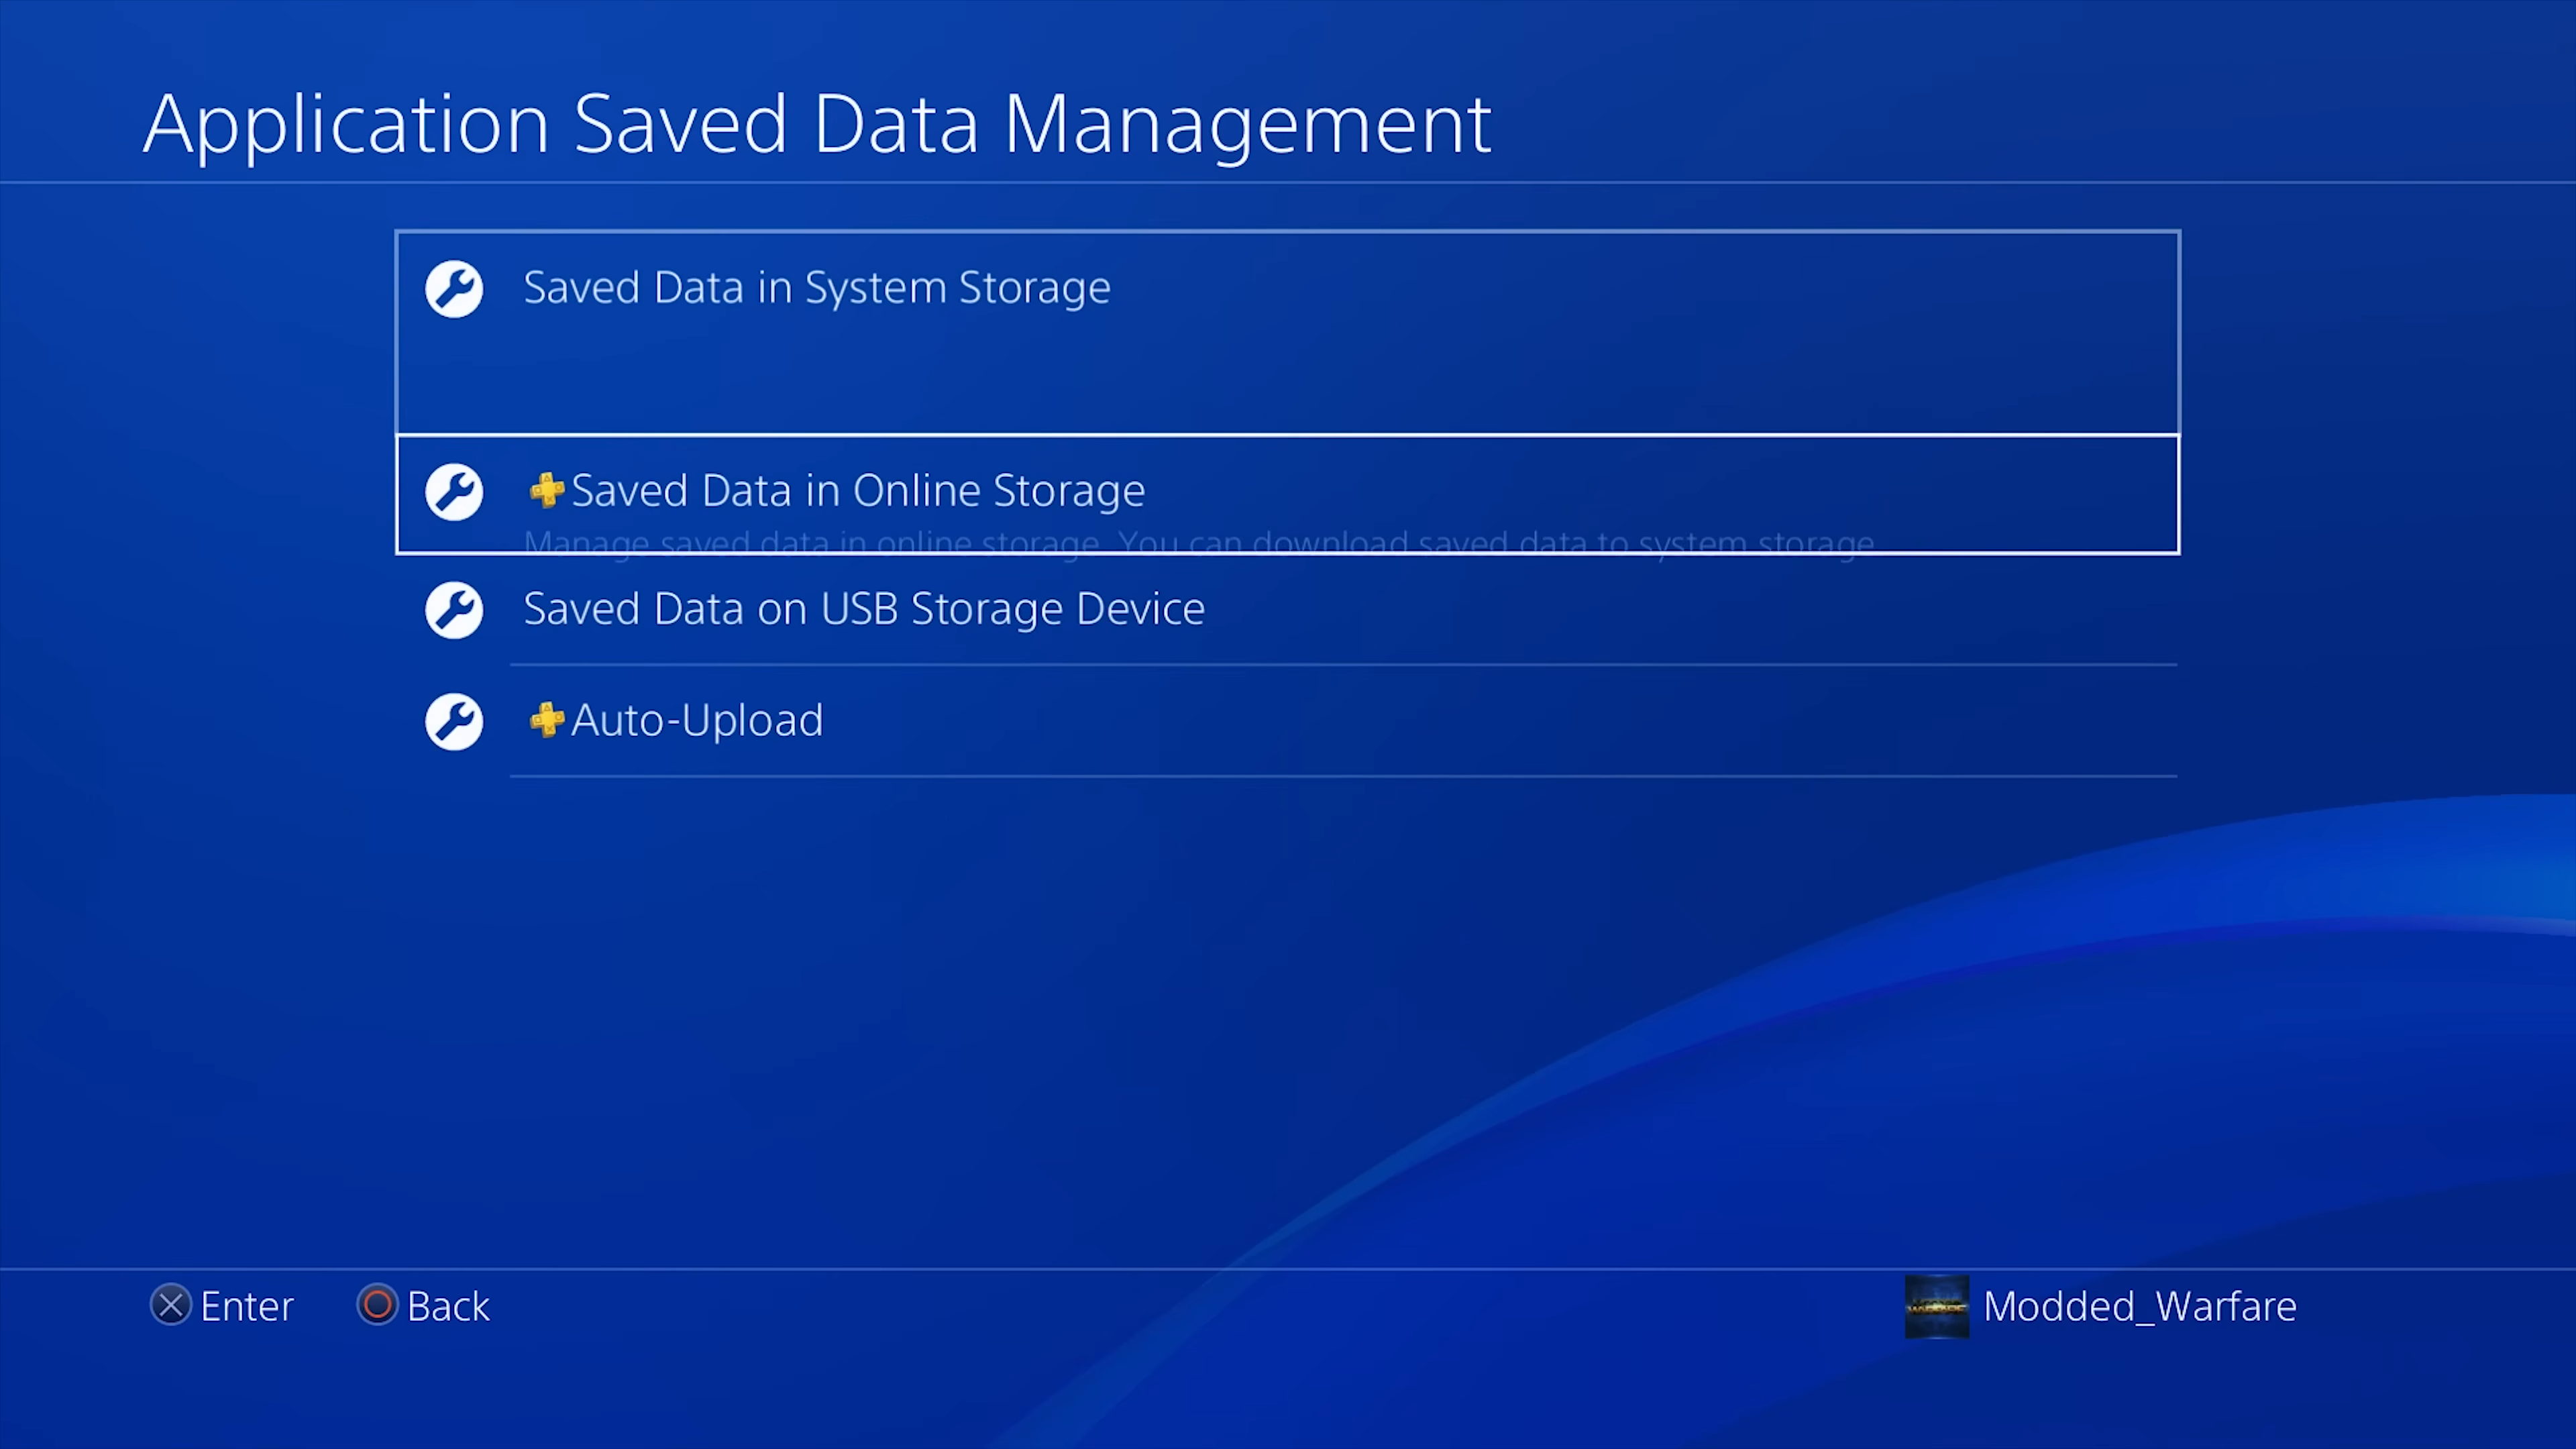 Application Saved Data Management
Saved Data in System Storage
Saved Data in Online Storage
Manage saved data in online storage. You can download saved data to system storage
Saved Data on USB Storage Device
Auto-Upload
Enter Back Modded_Warfare